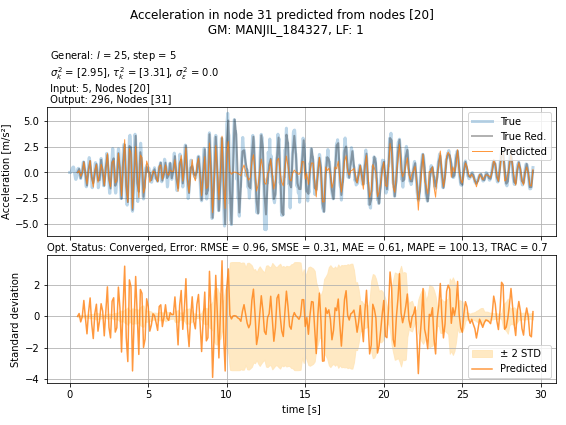 Acceleration in node 31 predicted from nodes [20]
GM: MANJIL_184327, LF: 1
General: l = 25, step = 5
σ²ₖ = [2.95], τ²ₖ = [3.31], σ²ε = 0.0
Input: 5, Nodes [20]
Output: 296, Nodes [31]
Acceleration [m/s²]
5.0
2.5
0.0
−2.5
−5.0
True
True Red.
Predicted
Opt. Status: Converged, Error: RMSE = 0.96, SMSE = 0.31, MAE = 0.61, MAPE = 100.13, TRAC = 0.7
Standard deviation
2
0
−2
−4
± 2 STD
Predicted
0
5
10
15
20
25
30
time [s]